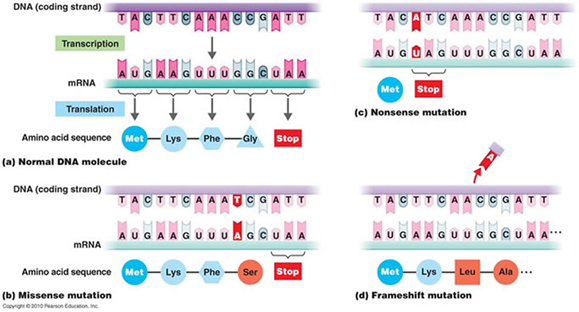 DNA (coding strand)
T A C T T C A A A C C G A T T
Transcription
A U G A A G U U U G G C U A A
mRNA
Translation
Amino acid sequence
Met Lys Phe Gly Stop
(a) Normal DNA molecule
DNA (coding strand)
T A C T T C A A A T C G A T T
A U G A A G U U U A G C U A A
mRNA
Amino acid sequence
Met Lys Phe Ser Stop
(b) Missense mutation
Copyright © 2010 Pearson Education, Inc.
T A C A T C A A A C C G A T T
A U G U A G U U U G G C U A A
Met Stop
(c) Nonsense mutation
A
T A C T T C A A C C G A T T
A U G A A G U U G G C U A A ...
Met Lys Leu Ala ...
(d) Frameshift mutation